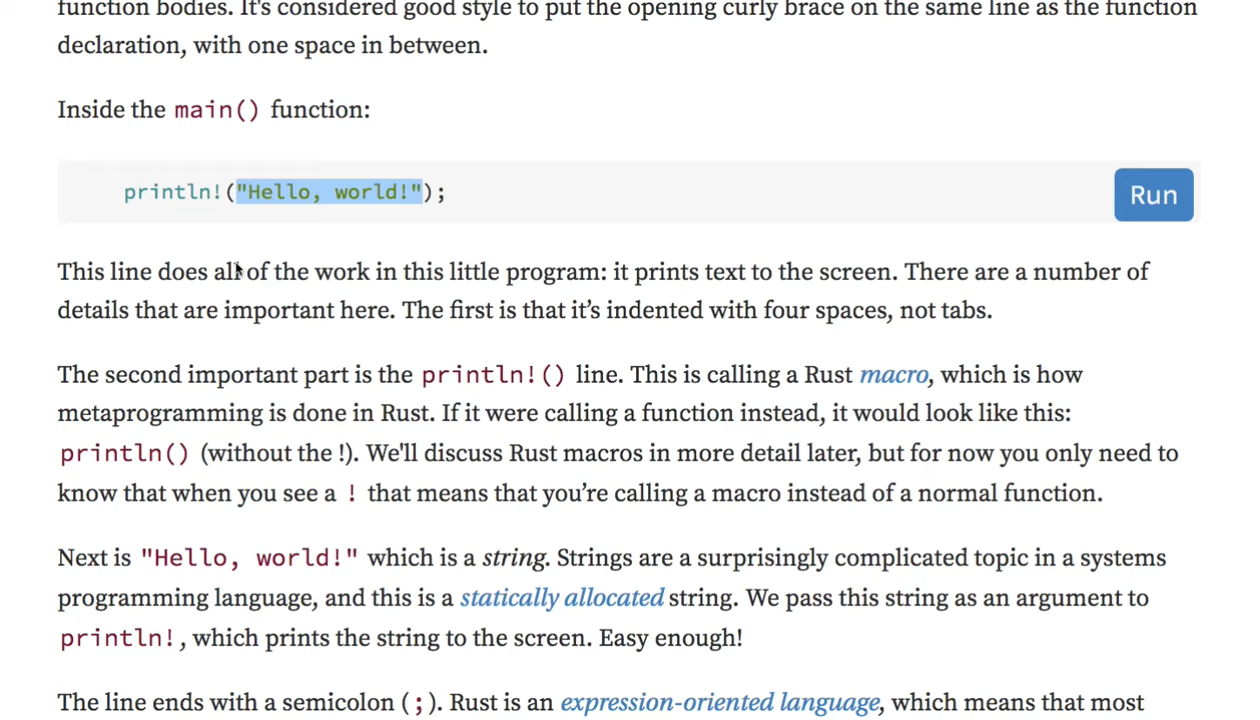 function bodies. It's considered good style to put the opening curly brace on the same line as the function
declaration, with one space in between.
Inside the main() function:
println!("Hello, world!");
Run
This line does all of the work in this little program: it prints text to the screen. There are a number of
details that are important here. The first is that it’s indented with four spaces, not tabs.
The second important part is the println!() line. This is calling a Rust macro, which is how
metaprogramming is done in Rust. If it were calling a function instead, it would look like this:
println() (without the !). We'll discuss Rust macros in more detail later, but for now you only need to
know that when you see a ! that means that you’re calling a macro instead of a normal function.
Next is "Hello, world!" which is a string. Strings are a surprisingly complicated topic in a systems
programming language, and this is a statically allocated string. We pass this string as an argument to
println!, which prints the string to the screen. Easy enough!
The line ends with a semicolon (;). Rust is an expression-oriented language, which means that most